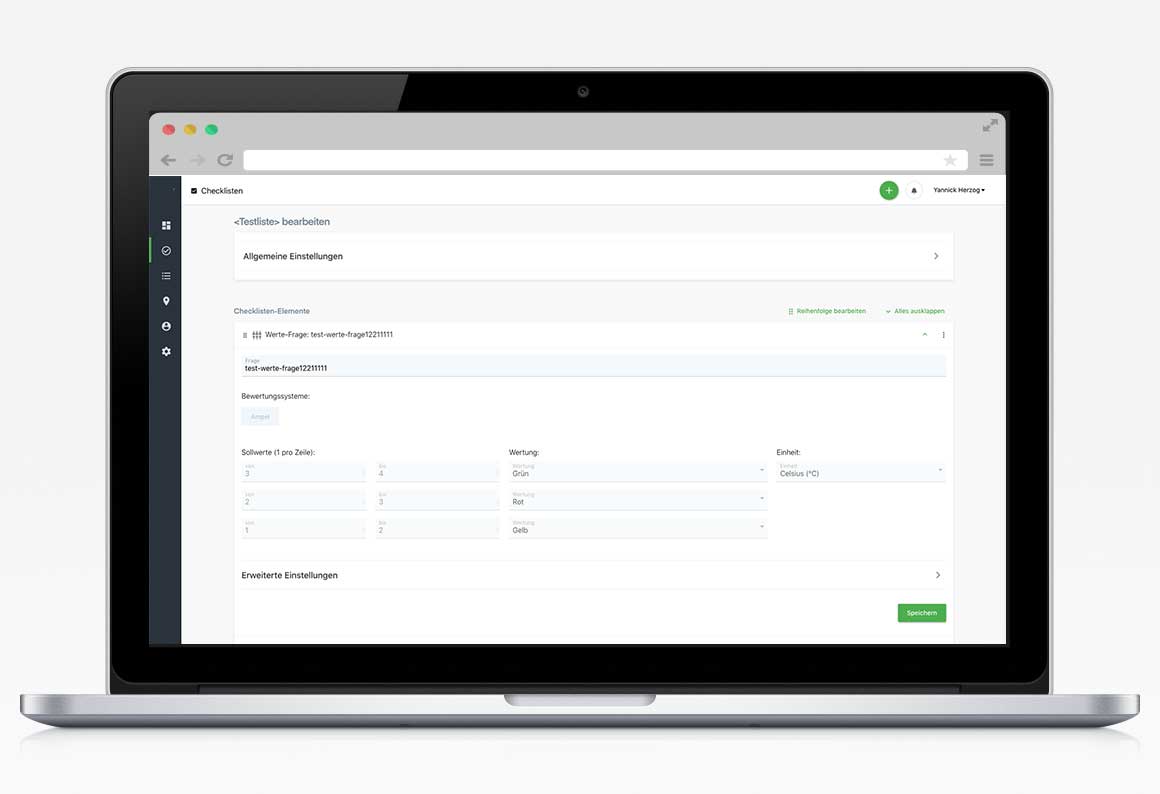 Checklisten
Yannick Herzog
<Testliste> bearbeiten
Allgemeine Einstellungen
Checklisten-Elemente
Reihenfolge bearbeiten
Alles ausklappen
Werte-Frage: test-werte-frage12211111
Frage
test-werte-frage12211111
Bewertungssysteme:
Ampel
Sollwerte (1 pro Zeile):
Wertung:
Einheit:
von
bis
Wertung
Einheit
3
4
Grün
Celsius (°C)
von
bis
Wertung
2
3
Rot
von
bis
Wertung
1
2
Gelb
Erweiterte Einstellungen
Speichern